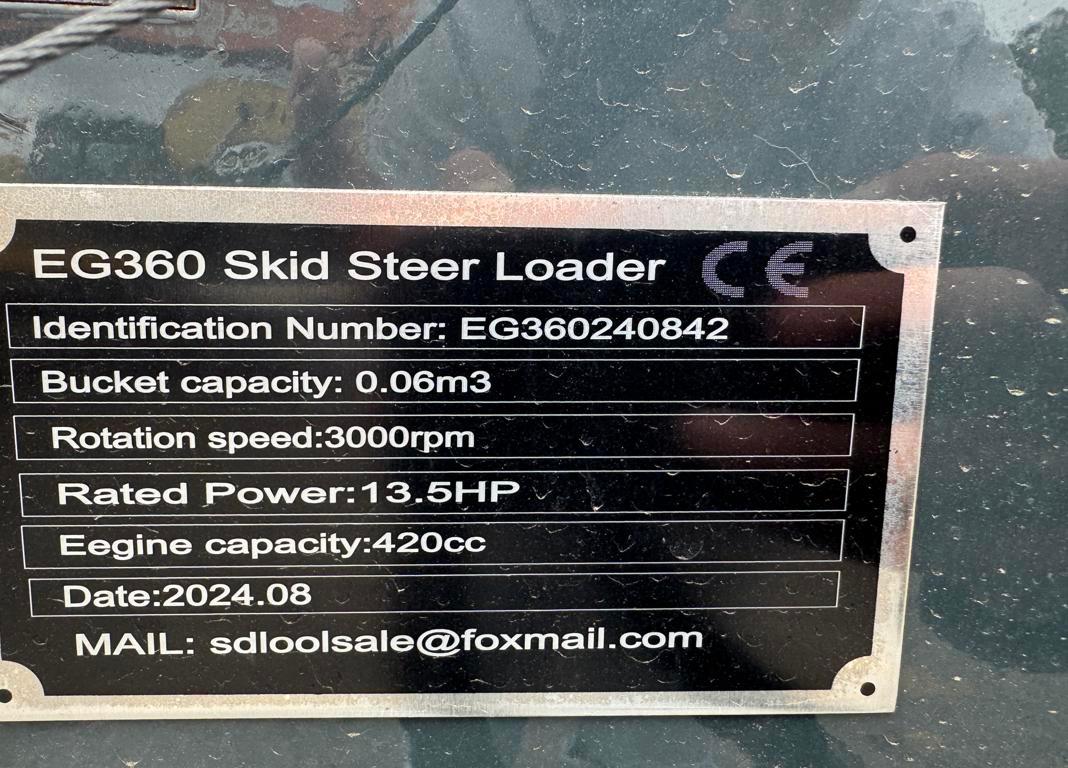 EG360 Skid Steer Loader CE
Identification Number: EG360240842
Bucket capacity: 0.06m3
Rotation speed:3000rpm
Rated Power:13.5HP
Eegine capacity:420cc
Date:2024.08
MAIL: sdloolsale@foxmail.com